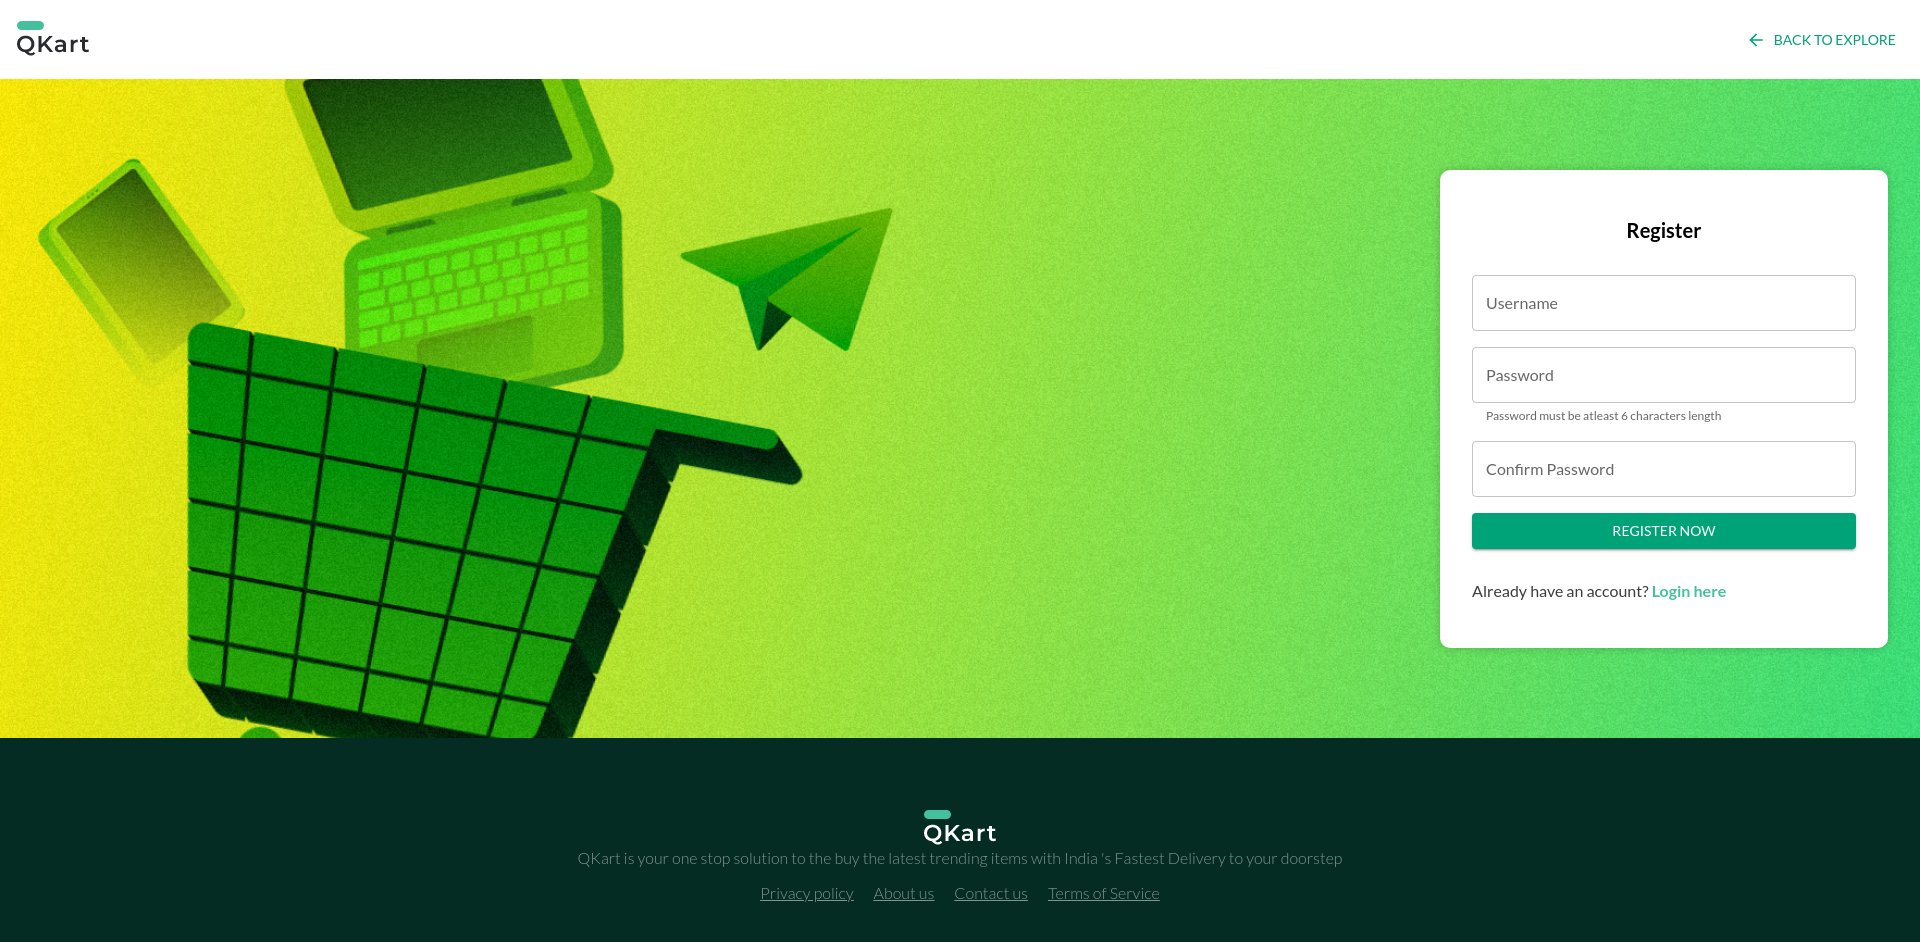 QKart
BACK TO EXPLORE
Register
Username
Password
Password must be atleast 6 characters length
Confirm Password
REGISTER NOW
Already have an account? Login here
QKart
QKart is your one stop solution to the buy the latest trending items with India 's Fastest Delivery to your doorstep
Privacy policy About us Contact us Terms of Service